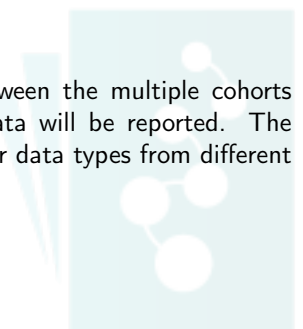 ween the multiple cohorts
ata will be reported. The
r data types from different